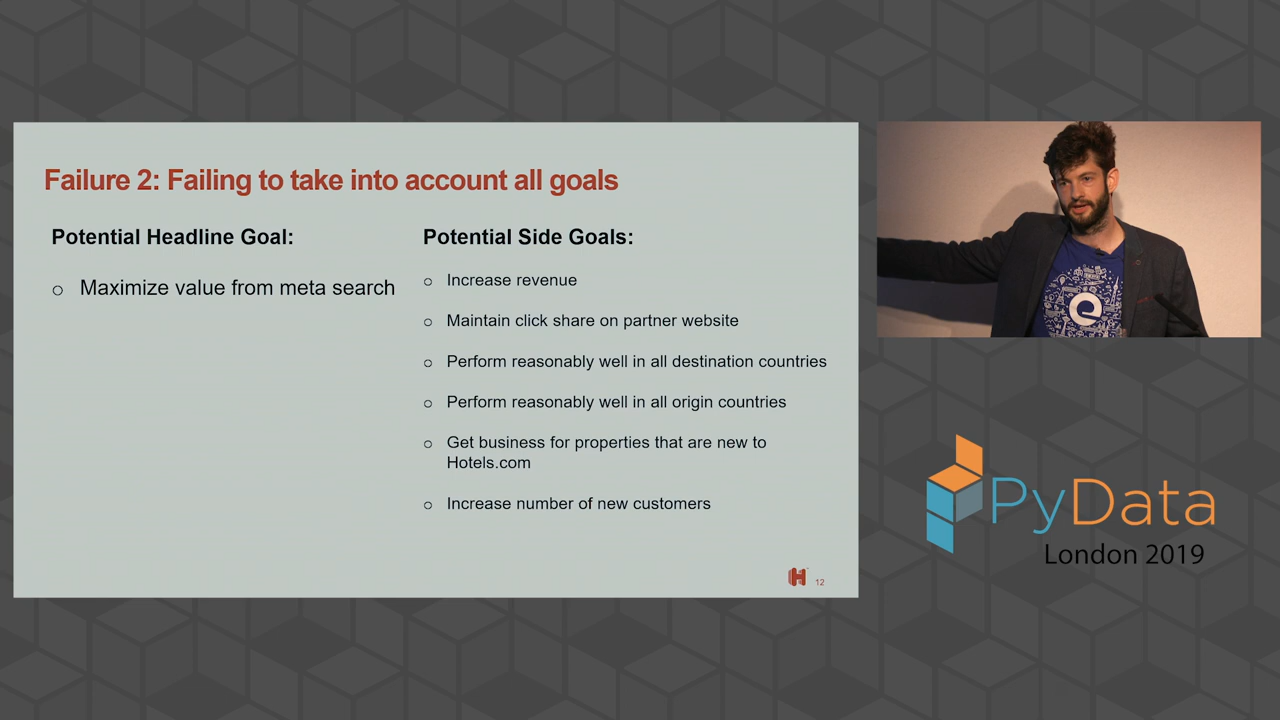 Failure 2: Failing to take into account all goals
Potential Headline Goal:
○ Maximize value from meta search
Potential Side Goals:
○ Increase revenue
○ Maintain click share on partner website
○ Perform reasonably well in all destination countries
○ Perform reasonably well in all origin countries
○ Get business for properties that are new to
Hotels.com
○ Increase number of new customers
H
12
e
PyData
London 2019